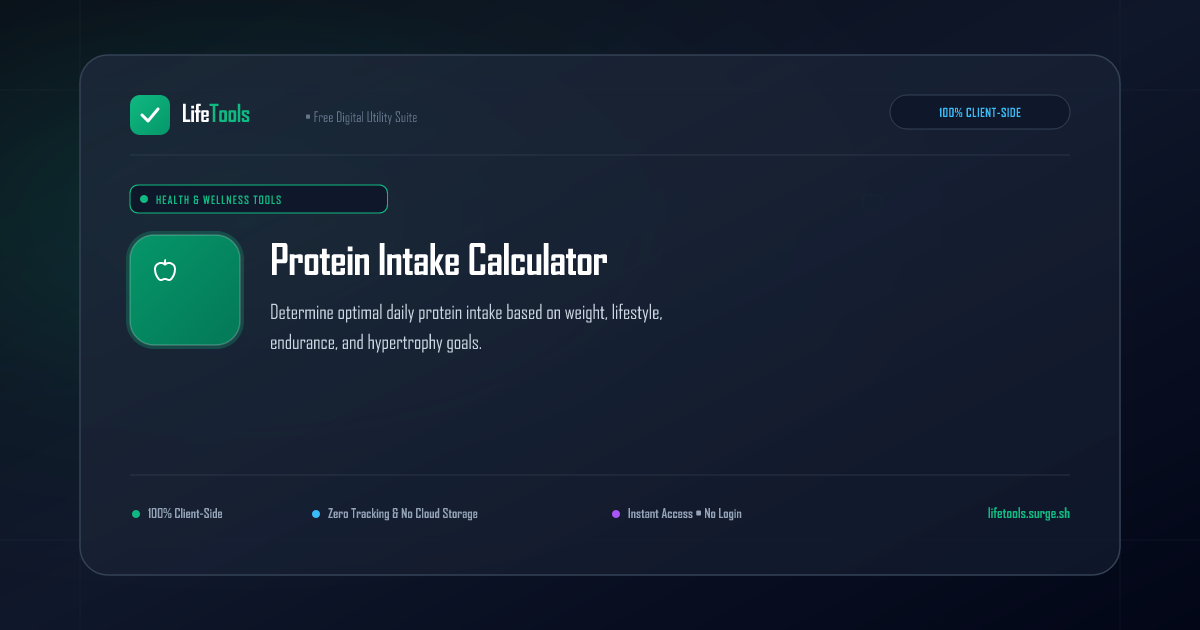 LifeTools
▪ Free Digital Utility Suite
100% CLIENT-SIDE
HEALTH & WELLNESS TOOLS
Protein Intake Calculator
Determine optimal daily protein intake based on weight, lifestyle,
endurance, and hypertrophy goals.
100% Client-Side
Zero Tracking & No Cloud Storage
Instant Access ▪ No Login
lifetools.surge.sh